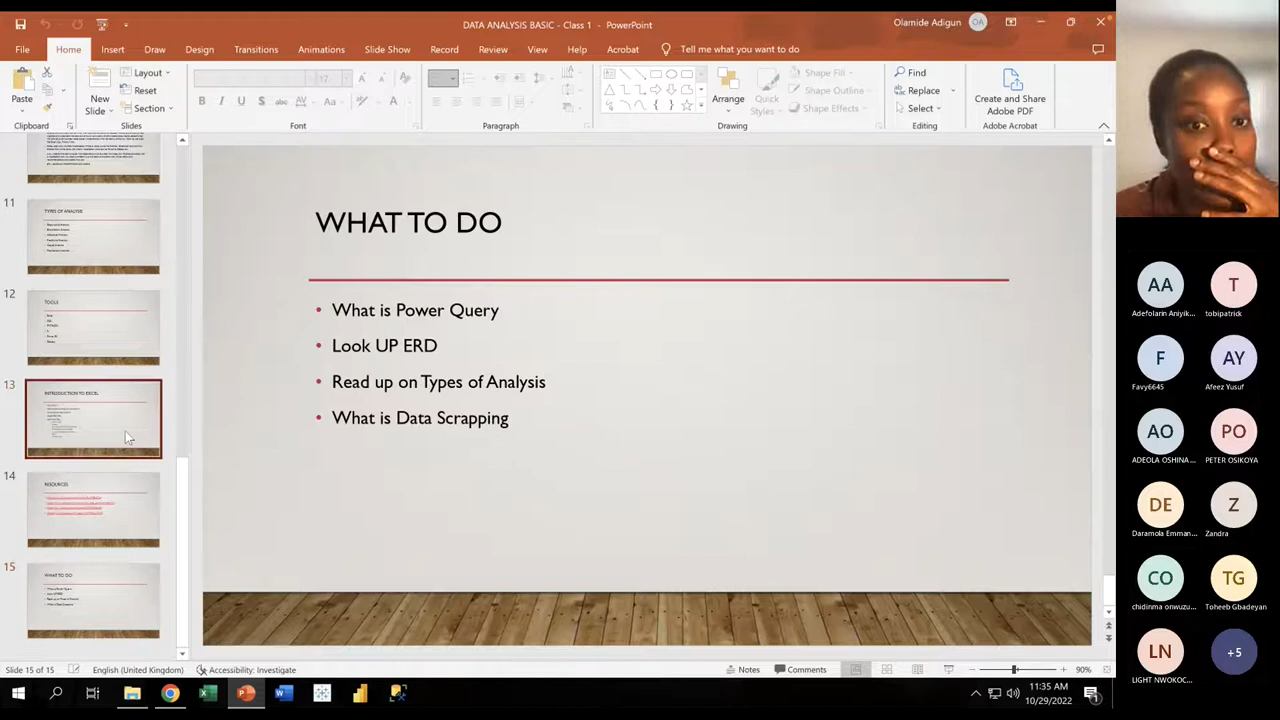 DATA ANALYSIS BASIC - Class 1 - PowerPoint
Olamide Adigun
OA
File
Home
Insert
Draw
Design
Transitions
Animations
Slide Show
Record
Review
View
Help
Acrobat
Tell me what you want to do
Paste
New
Slide
Layout
Reset
Section
17
Shape Fill
Shape Outline
Shape Effects
Arrange
Quick
Styles
Find
Replace
Select
Create and Share
Adobe PDF
Clipboard
Slides
Font
Paragraph
Drawing
Editing
Adobe Acrobat
11
TYPES OF ANALYSIS
12
TOOLS
13
INTRODUCTION TO EXCEL
14
RESOURCES
15
WHAT TO DO
WHAT TO DO
• What is Power Query
• Look UP ERD
• Read up on Types of Analysis
• What is Data Scrapping
AA
Adefolarin Aniyik...
T
tobipatrick
F
Favy6645
AY
Afeez Yusuf
AO
ADEOLA OSHINA...
PO
PETER OSIKOYA
DE
Daramola Emman...
Z
Zandra
CO
chidinma onwuzu...
TG
Toheeb Gbadeyan
LN
LIGHT NWOKOC...
+5
Slide 15 of 15
English (United Kingdom)
Accessibility: Investigate
Notes
Comments
90%
11:35 AM
10/29/2022